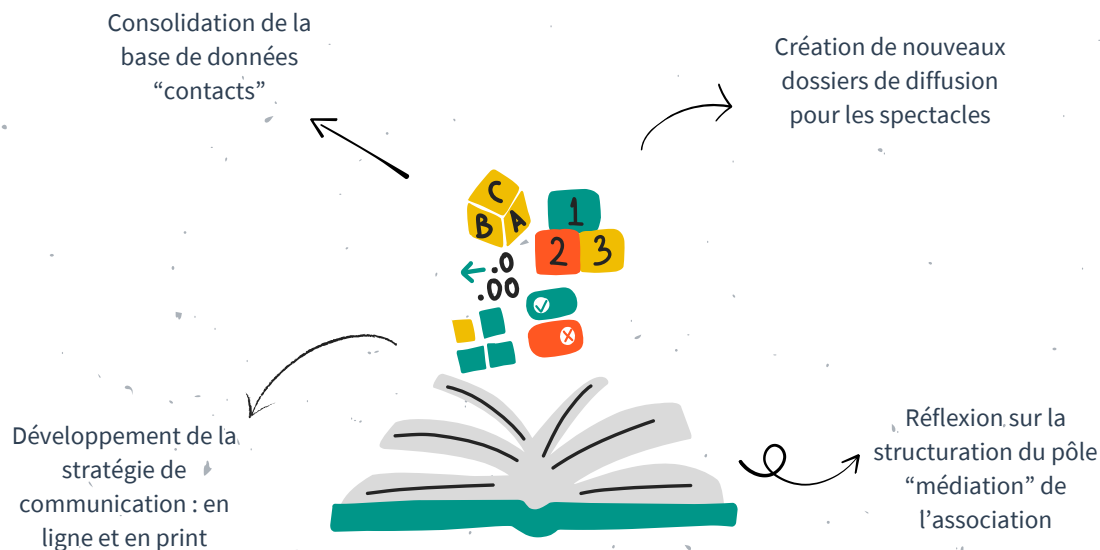 Consolidation de la
base de données
“contacts”
Création de nouveaux
dossiers de diffusion
pour les spectacles
C
B A
1
2 3
.0
.00
Développement de la
stratégie de
communication : en
ligne et en print
Réflexion sur la
structuration du pôle
“médiation” de
l’association